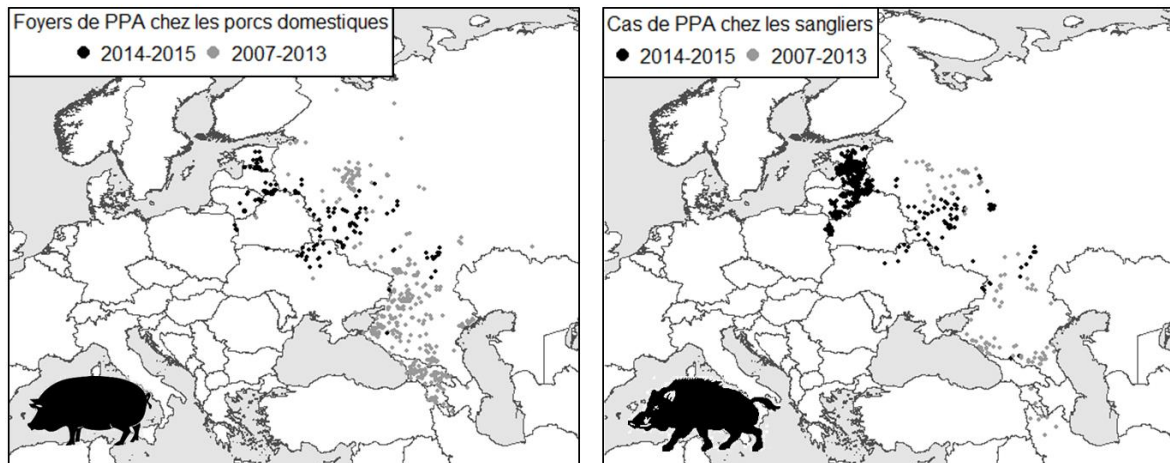 Foyers de PPA chez les porcs domestiques
2014-2015 2007-2013
Cas de PPA chez les sangliers
2014-2015 2007-2013